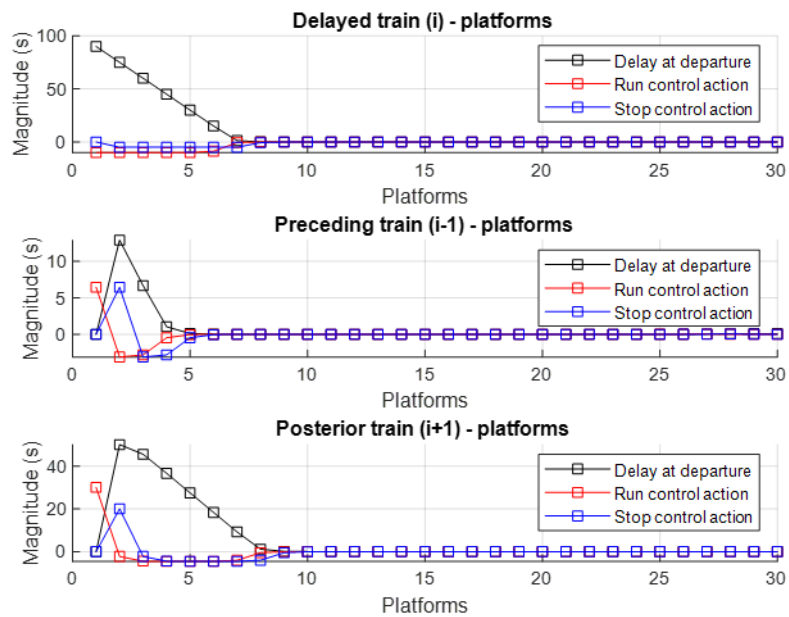 Delayed train (i) - platforms
Magnitude (s)
100
50
0
Delay at departure
Run control action
Stop control action
0 5 10 15 20 25 30
Platforms
Preceding train (i-1) - platforms
Magnitude (s)
10
5
0
Delay at departure
Run control action
Stop control action
0 5 10 15 20 25 30
Platforms
Posterior train (i+1) - platforms
Magnitude (s)
40
20
0
Delay at departure
Run control action
Stop control action
0 5 10 15 20 25 30
Platforms